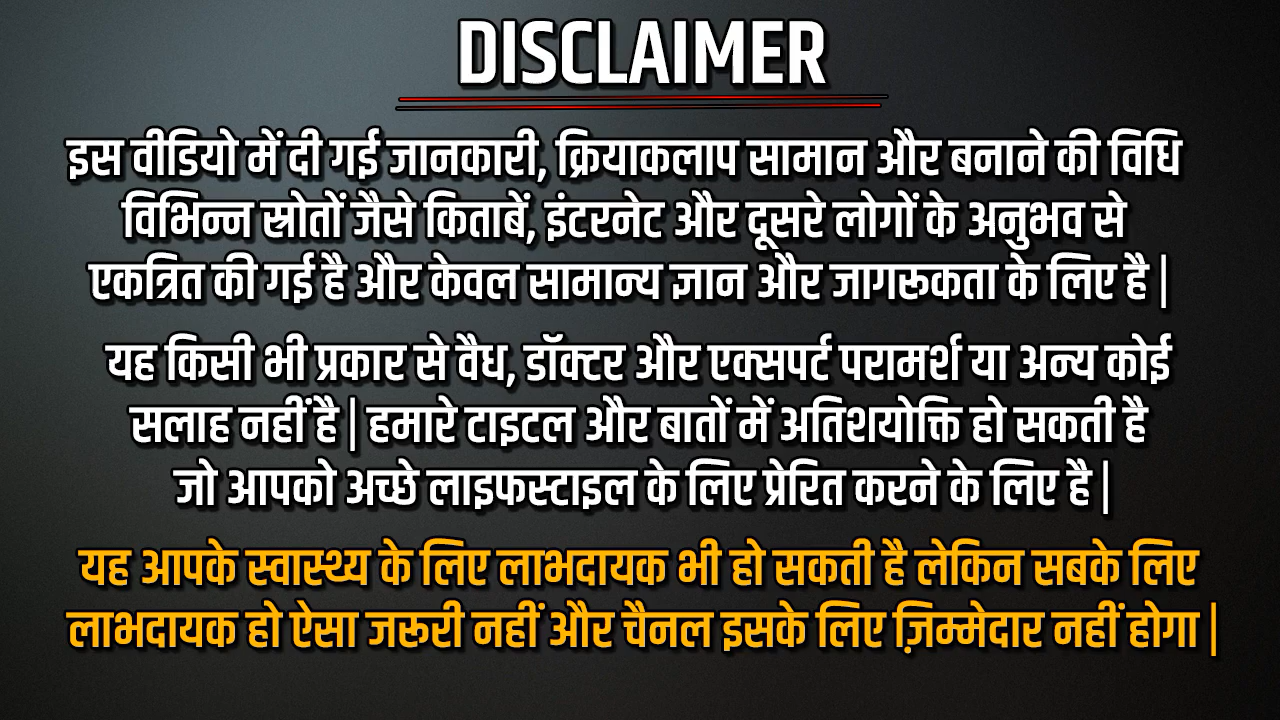 DISCLAIMER
इस वीडियो में दी गई जानकारी, क्रियाकलाप सामान और बनाने की विधि
विभिन्न स्रोतों जैसे किताबें, इंटरनेट और दूसरे लोगों के अनुभव से
एकत्रित की गई है और केवल सामान्य ज्ञान और जागरूकता के लिए है |
यह किसी भी प्रकार से वैध, डॉक्टर और एक्सपर्ट परामर्श या अन्य कोई
सलाह नहीं है | हमारे टाइटल और बातों में अतिशयोक्ति हो सकती है
जो आपको अच्छे लाइफस्टाइल के लिए प्रेरित करने के लिए है |
यह आपके स्वास्थ्य के लिए लाभदायक भी हो सकती है लेकिन सबके लिए
लाभदायक हो ऐसा जरूरी नहीं और चैनल इसके लिए ज़िम्मेदार नहीं होगा |